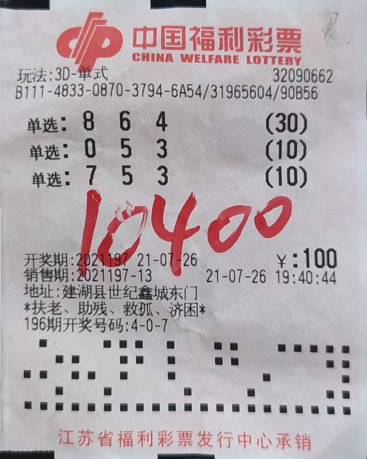 中国福利彩票
CHINA WELFARE LOTTERY
玩法:3D-单式 32090662
B111-4833-0870-3794-6A54/31965604/90B56
单选: 8 6 4 (30)
单选: 0 5 3 (10)
单选: 7 5 3 (10)
10400
开奖期:2021197 21-07-26 ¥:100
销售期:2021197-13 21-07-26 19:40:44
地址:建湖县世纪鑫城东门
*扶老、助残、救孤、济困*
196期开奖号码:4-0-7
江苏省福利彩票发行中心承销